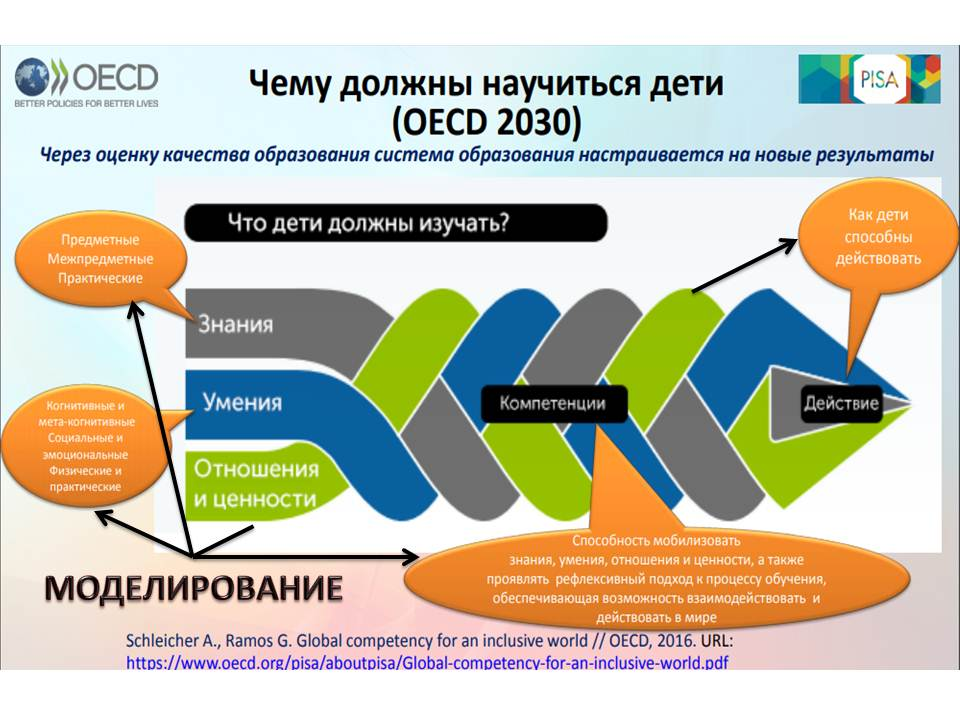 OECD
BETTER POLICIES FOR BETTER LIVES
Чему должны научиться дети
(OECD 2030)
PISA
Через оценку качества образования система образования настраивается на новые результаты
Что дети должны изучать?
Предметные
Межпредметные
Практические
Как дети
способны
действовать
Знания
Когнитивные и
мета-когнитивные
Социальные и
эмоциональные
Физические и
практические
Умения
Компетенции
Действие
Отношения
и ценности
Способность мобилизовать
знания, умения, отношения и ценности, а также
проявлять рефлексивный подход к процессу обучения,
обеспечивающая возможность взаимодействовать и
действовать в мире
МОДЕЛИРОВАНИЕ
Schleicher A., Ramos G. Global competency for an inclusive world // OECD, 2016. URL:
https://www.oecd.org/pisa/aboutpisa/Global-competency-for-an-inclusive-world.pdf